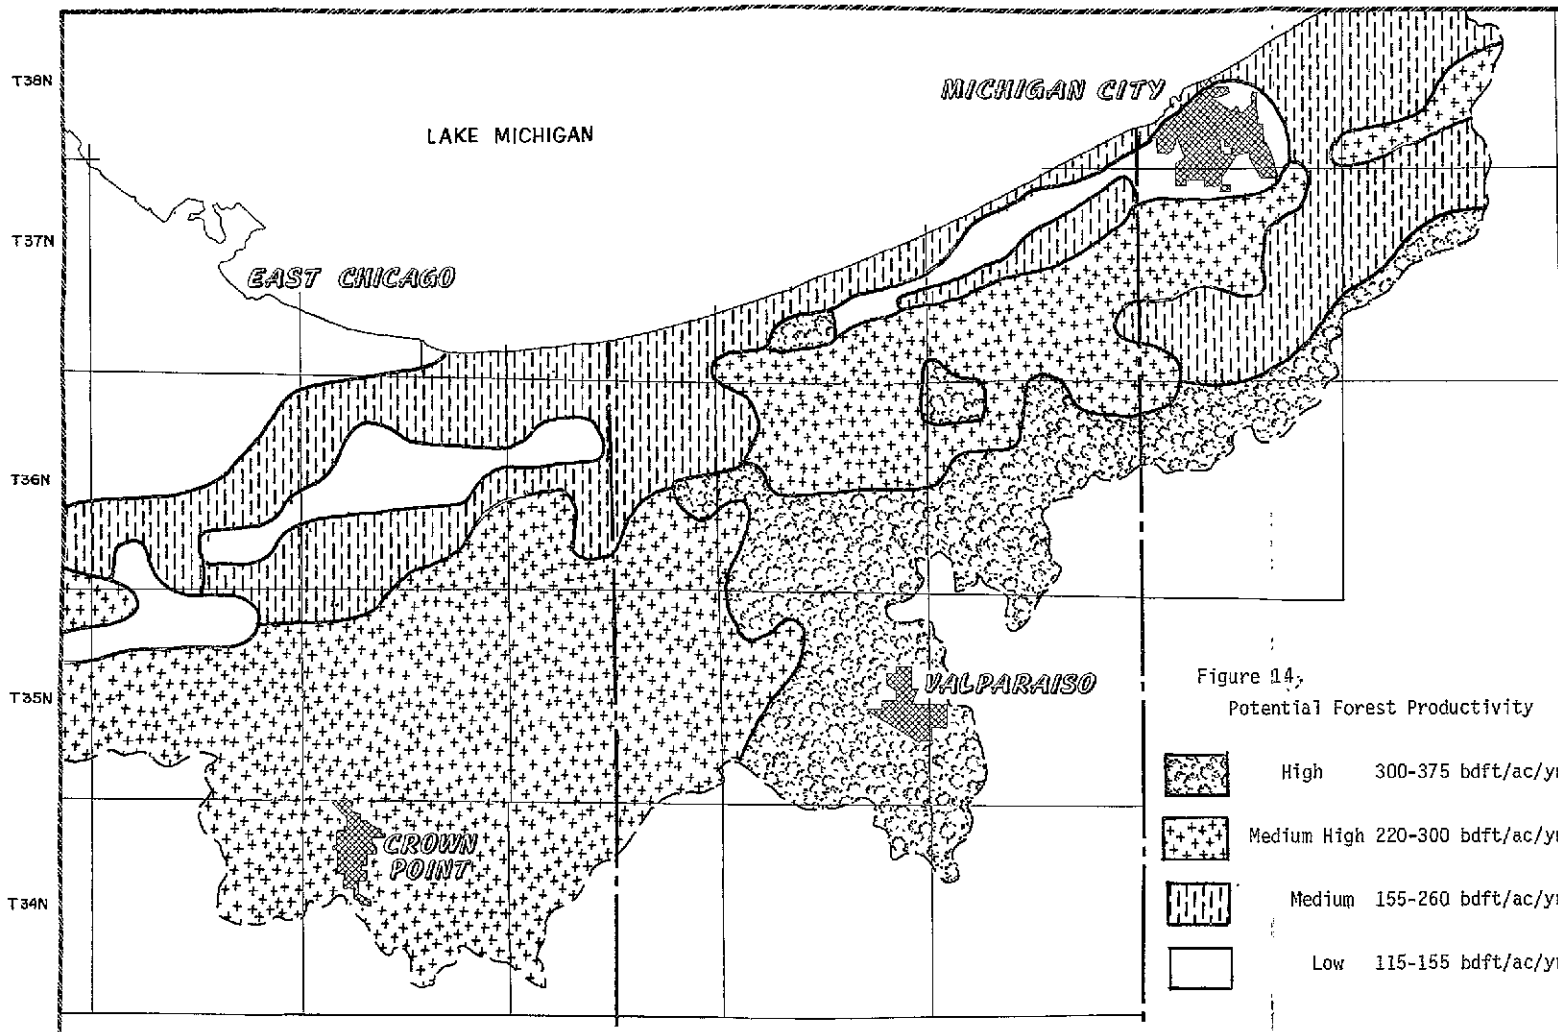 T38N
MICHIGAN CITY
LAKE MICHIGAN
T37N
EAST CHICAGO
T36N
T35N
VALPARAISO
CROWN
POINT
T34N
Figure 14.
Potential Forest Productivity
High 300-375 bdft/ac/yr
Medium High 220-300 bdft/ac/yr
Medium 155-260 bdft/ac/yr
Low 115-155 bdft/ac/yr